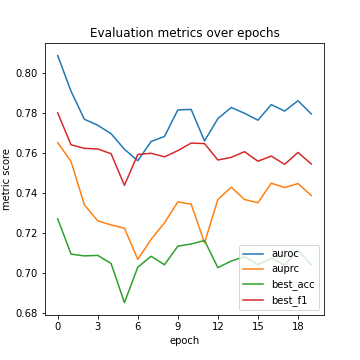 Evaluation metrics over epochs
metric score
0.80
0.78
0.76
0.74
0.72
0.70
0.68
0 3 6 9 12 15 18
epoch
auroc
auprc
best_acc
best_f1